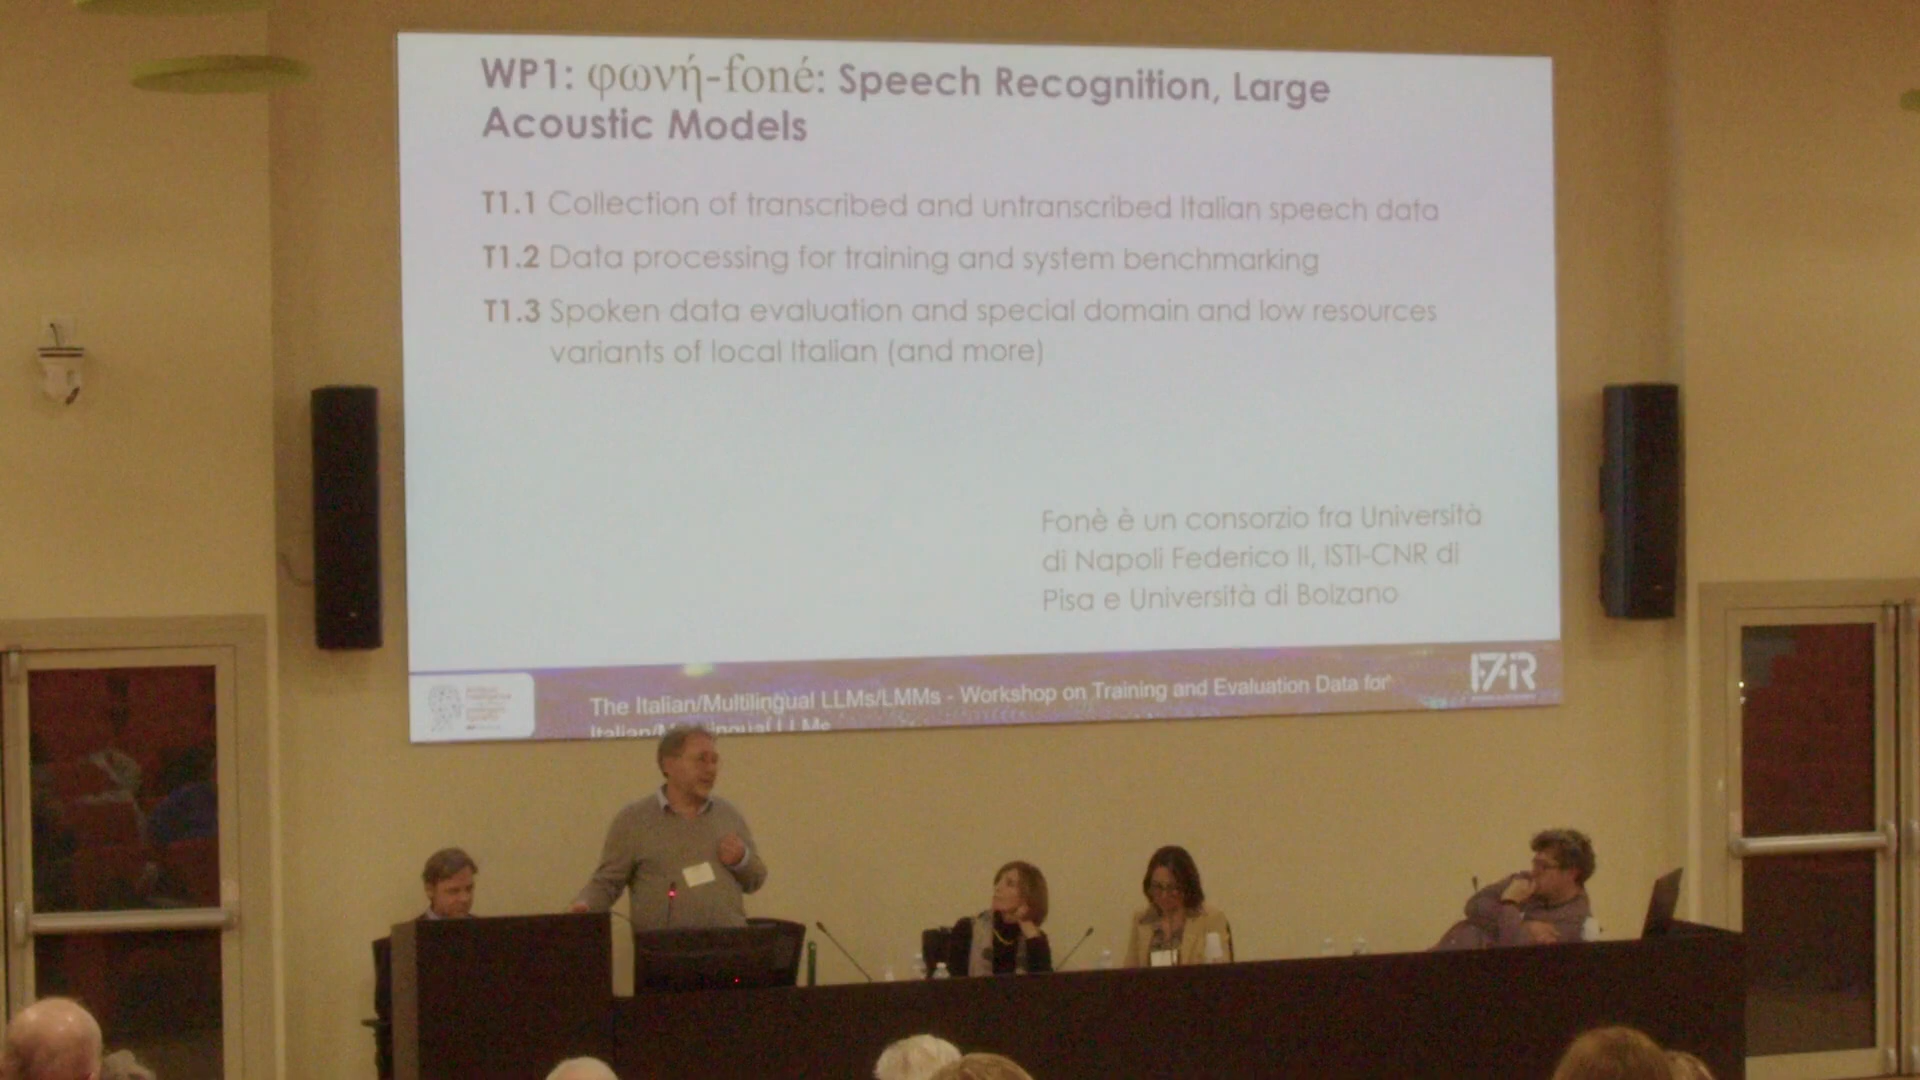 WP1: φωνή-foné: Speech Recognition, Large
Acoustic Models
T1.1 Collection of transcribed and untranscribed Italian speech data
T1.2 Data processing for training and system benchmarking
T1.3 Spoken data evaluation and special domain and low resources
variants of local Italian (and more)
Fonè è un consorzio fra Università
di Napoli Federico II, ISTI-CNR di
Pisa e Università di Bolzano
The Italian/Multilingual LLMs/LMMs - Workshop on Training and Evaluation Data for
LLMs
FAIR